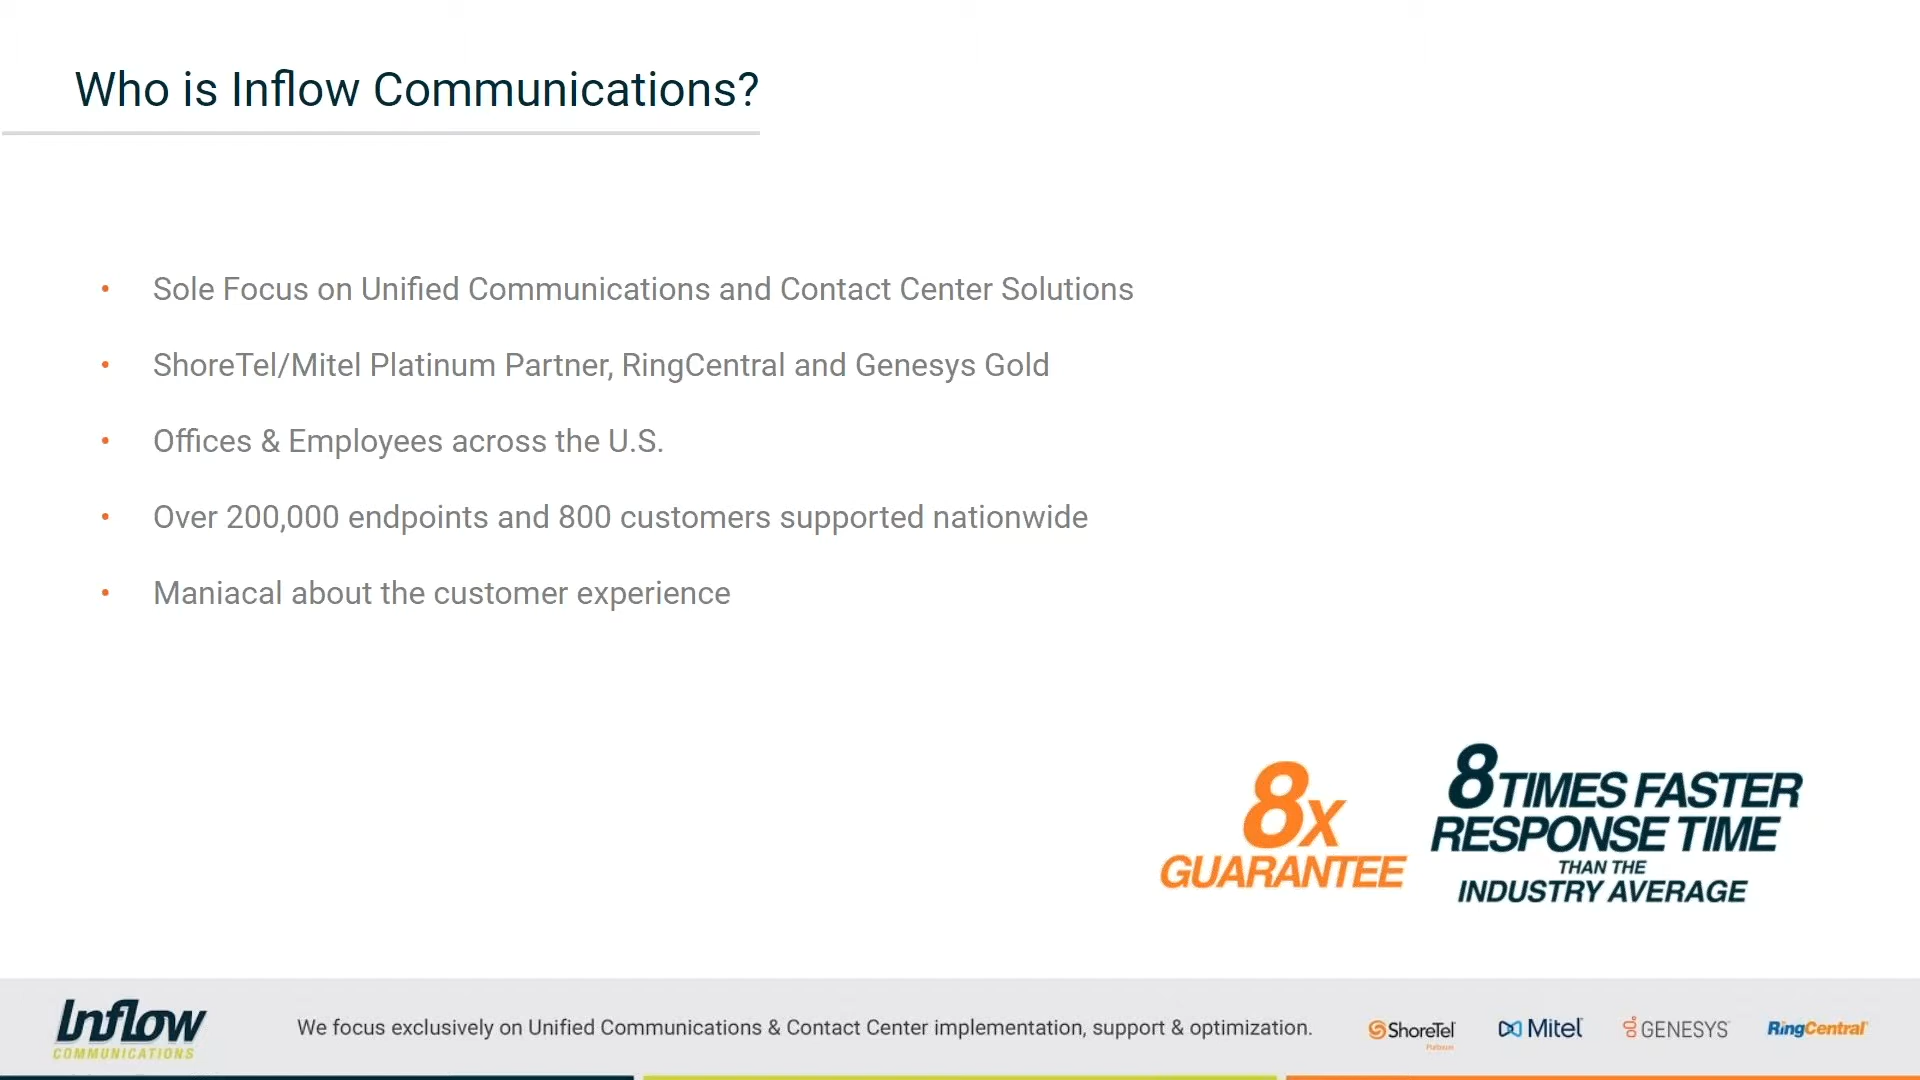 Who is Inflow Communications?
• Sole Focus on Unified Communications and Contact Center Solutions
• ShoreTel/Mitel Platinum Partner, RingCentral and Genesys Gold
• Offices & Employees across the U.S.
• Over 200,000 endpoints and 800 customers supported nationwide
• Maniacal about the customer experience
8x
GUARANTEE
8 TIMES FASTER
RESPONSE TIME
THAN THE
INDUSTRY AVERAGE
Inflow
COMMUNICATIONS
We focus exclusively on Unified Communications & Contact Center implementation, support & optimization.
ShoreTel
Platinum
Mitel
GENESYS
RingCentral